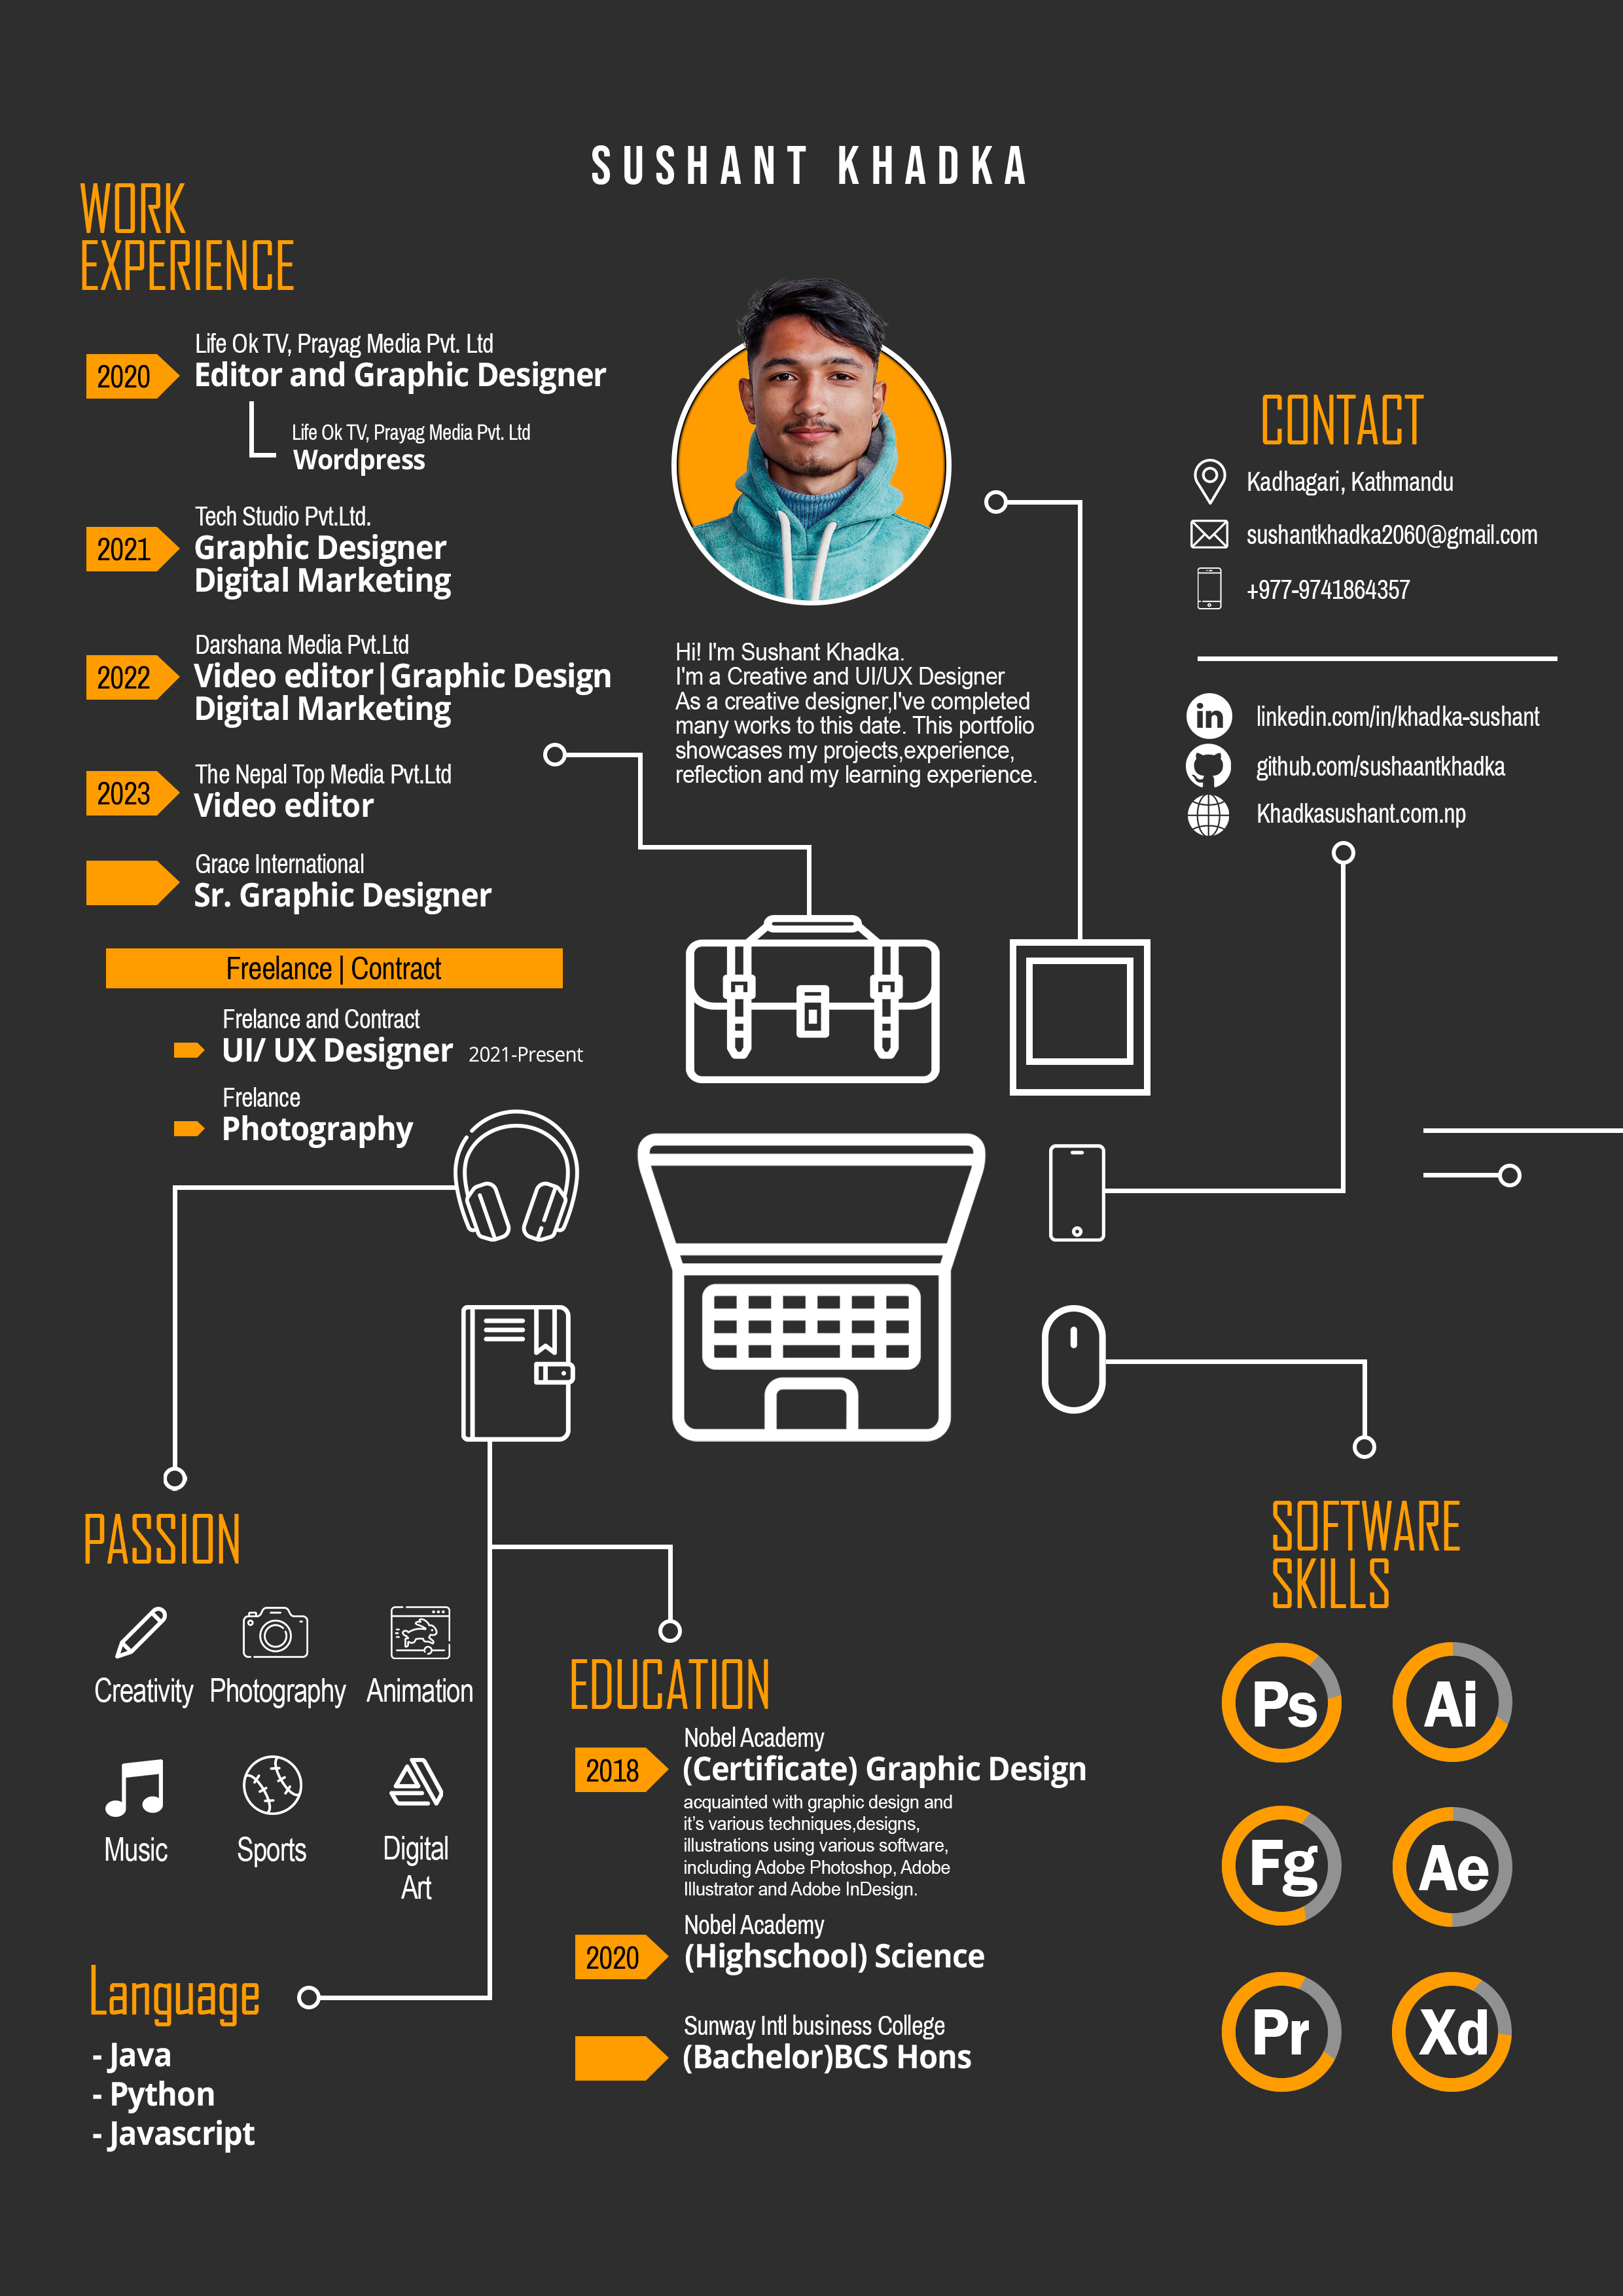 SUSHANT KHADKA
WORK
EXPERIENCE
2020
Life Ok TV, Prayag Media Pvt. Ltd
Editor and Graphic Designer
Life Ok TV, Prayag Media Pvt. Ltd
Wordpress
2021
Tech Studio Pvt.Ltd.
Graphic Designer
Digital Marketing
2022
Darshana Media Pvt.Ltd
Video editor|Graphic Design
Digital Marketing
2023
The Nepal Top Media Pvt.Ltd
Video editor
Grace International
Sr. Graphic Designer
Freelance | Contract
Frelance and Contract
UI/ UX Designer 2021-Present
Frelance
Photography
Hi! I'm Sushant Khadka.
I'm a Creative and UI/UX Designer
As a creative designer,I've completed
many works to this date. This portfolio
showcases my projects,experience,
reflection and my learning experience.
CONTACT
Kadhagari, Kathmandu
sushantkhadka2060@gmail.com
+977-9741864357
in
linkedin.com/in/khadka-sushant
github.com/sushaantkhadka
Khadkasushant.com.np
PASSION
Creativity
Photography
Animation
Music
Sports
Digital
Art
Language
- Java
- Python
- Javascript
EDUCATION
2018
Nobel Academy
(Certificate) Graphic Design
acquainted with graphic design and
it's various techniques,designs,
illustrations using various software,
including Adobe Photoshop, Adobe
Illustrator and Adobe InDesign.
2020
Nobel Academy
(Highschool) Science
Sunway Intl business College
(Bachelor)BCS Hons
SOFTWARE
SKILLS
Ps
Ai
Fg
Ae
Pr
Xd